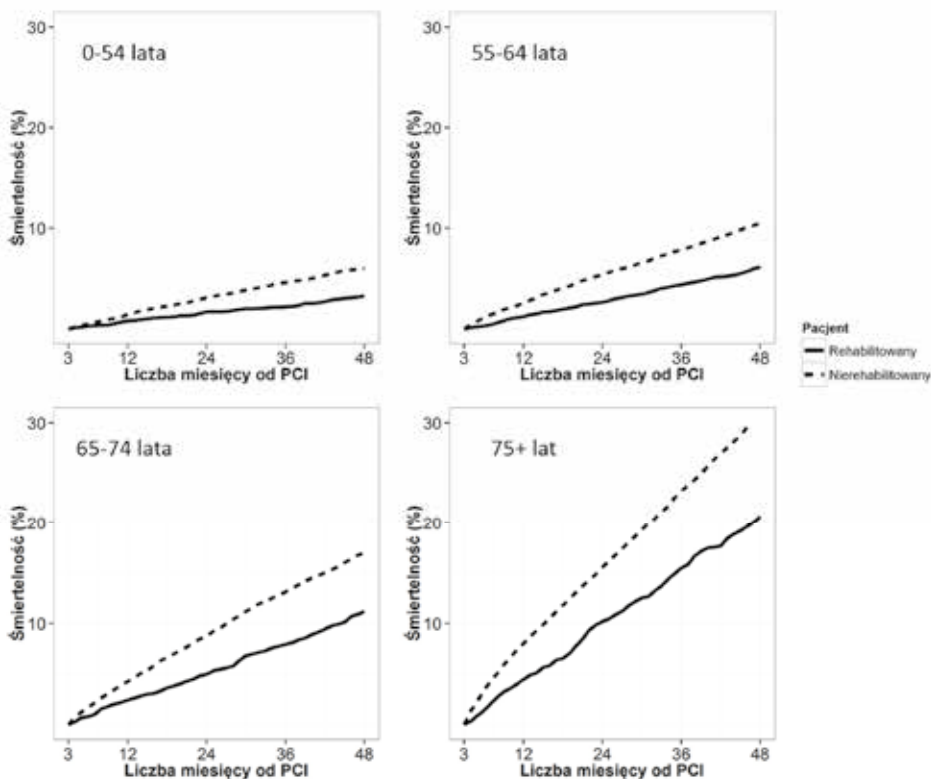 0-54 lata
Śmiertelność (%)
30
20
10
3 12 24 36 48
Liczba miesięcy od PCI
55-64 lata
Śmiertelność (%)
30
20
10
3 12 24 36 48
Liczba miesięcy od PCI
Pacjent
Rehabilitowany
Nierehabilitowany
65-74 lata
Śmiertelność (%)
30
20
10
3 12 24 36 48
Liczba miesięcy od PCI
75+ lat
Śmiertelność (%)
30
20
10
3 12 24 36 48
Liczba miesięcy od PCI